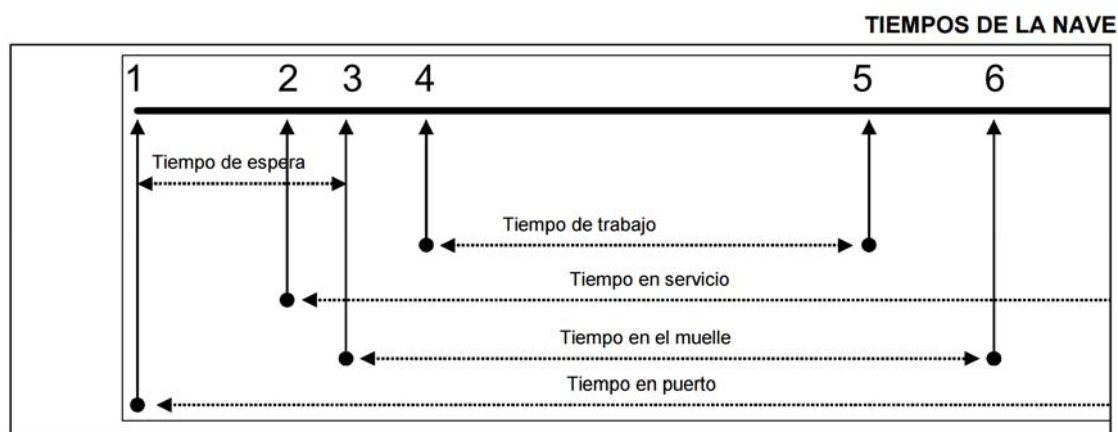 TIEMPOS DE LA NAVE
1 2 3 4 5 6
Tiempo de espera
Tiempo de trabajo
Tiempo en servicio
Tiempo en el muelle
Tiempo en puerto